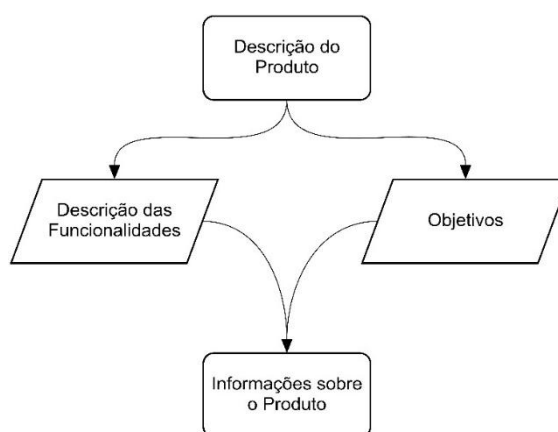 Descrição do
Produto
Descrição das
Funcionalidades
Objetivos
Informações sobre
o Produto